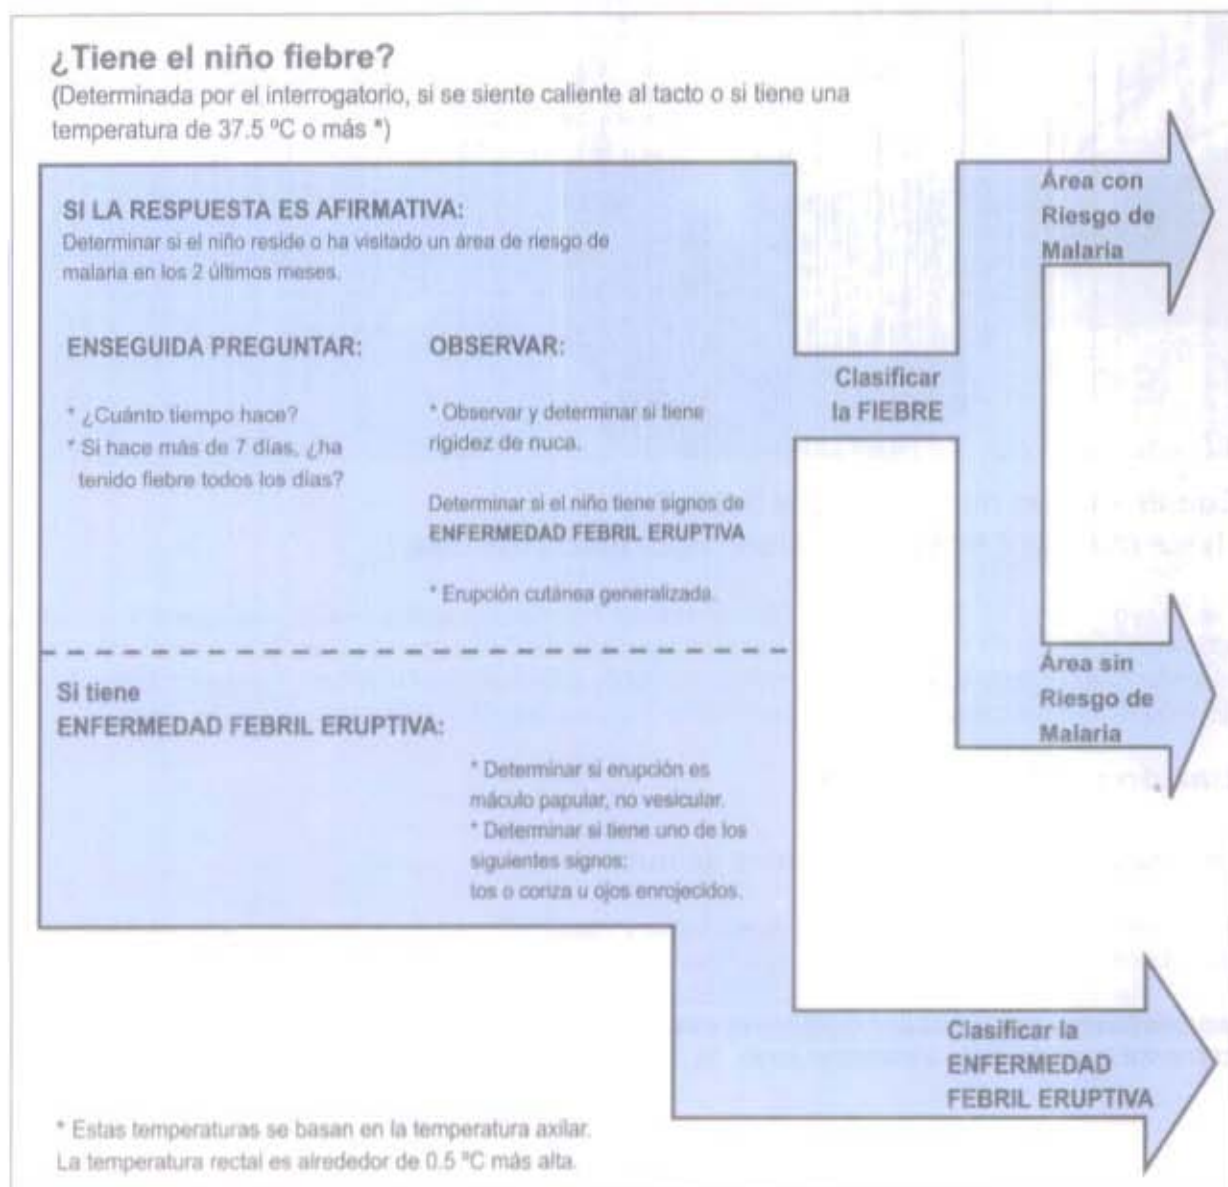 ¿Tiene el niño fiebre?
(Determinada por el interrogatorio, si se siente caliente al tacto o si tiene una
temperatura de 37.5 ºC o más *)
SI LA RESPUESTA ES AFIRMATIVA:
Determinar si el niño reside o ha visitado un área de riesgo de
malaria en los 2 últimos meses.
ENSEGUIDA PREGUNTAR:
* ¿Cuánto tiempo hace?
* Si hace más de 7 días, ¿ha
tenido fiebre todos los días?
OBSERVAR:
* Observar y determinar si tiene
rigidez de nuca.
Determinar si el niño tiene signos de
ENFERMEDAD FEBRIL ERUPTIVA
* Erupción cutánea generalizada.
Si tiene
ENFERMEDAD FEBRIL ERUPTIVA:
* Determinar si erupción es
máculo papular, no vesicular.
* Determinar si tiene uno de los
siguientes signos:
tos o coriza u ojos enrojecidos.
Clasificar
la FIEBRE
Área con
Riesgo de
Malaria
Área sin
Riesgo de
Malaria
Clasificar la
ENFERMEDAD
FEBRIL ERUPTIVA
* Estas temperaturas se basan en la temperatura axilar.
La temperatura rectal es alrededor de 0.5 ºC más alta.